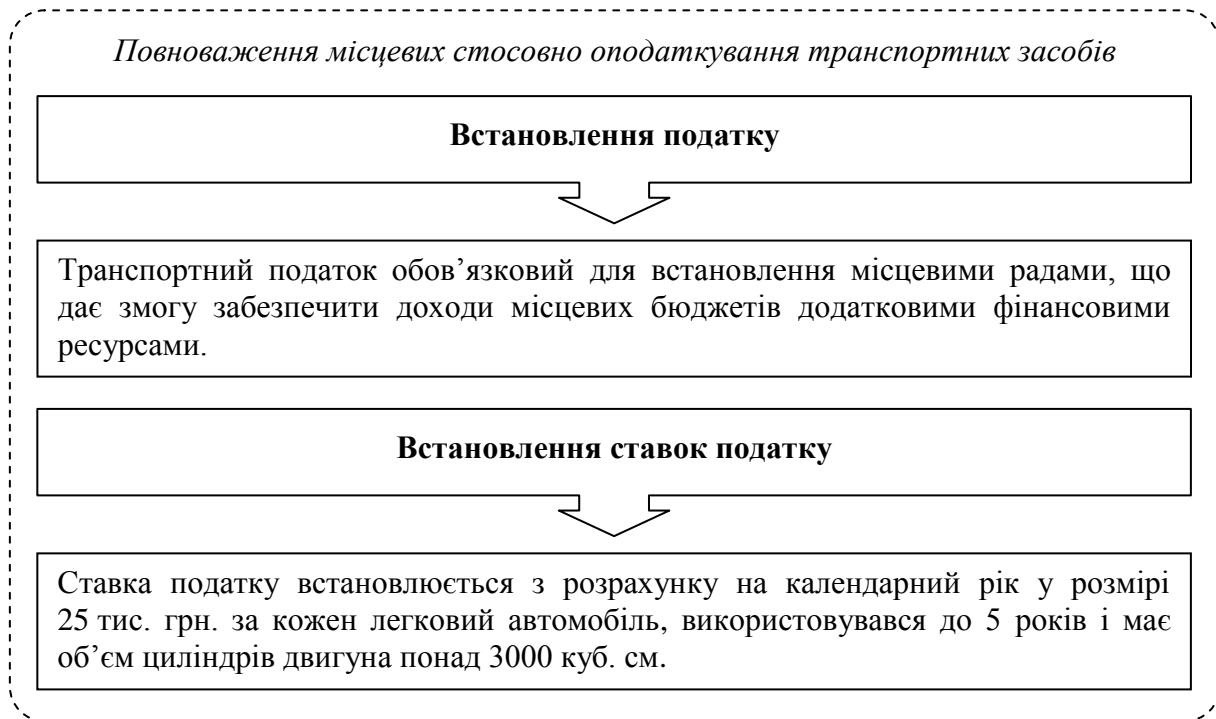 Повноваження місцевих стосовно оподаткування транспортних засобів
Встановлення податку
Транспортний податок обов’язковий для встановлення місцевими радами, що
дає змогу забезпечити доходи місцевих бюджетів додатковими фінансовими
ресурсами.
Встановлення ставок податку
Ставка податку встановлюється з розрахунку на календарний рік у розмірі
25 тис. грн. за кожен легковий автомобіль, використовувався до 5 років і має
об’єм циліндрів двигуна понад 3000 куб. см.